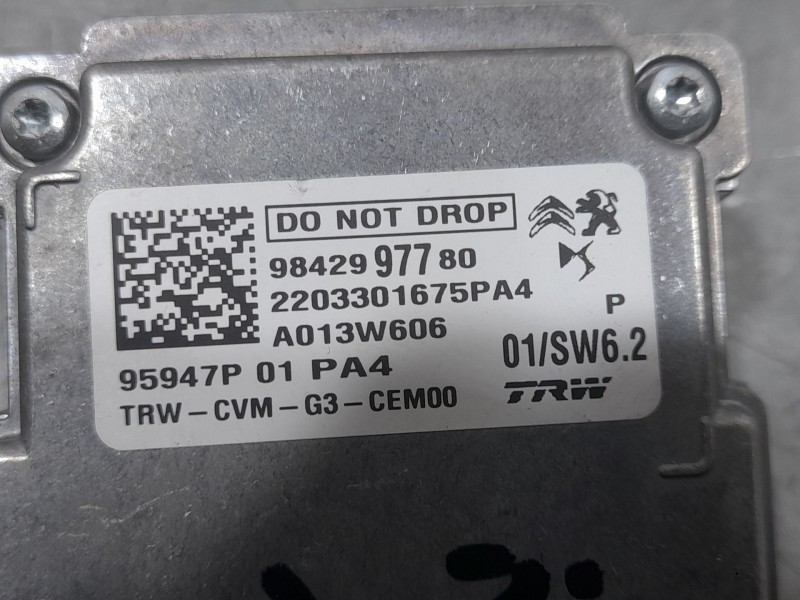 DO NOT DROP
98429 977 80
2203301675PA4
A013W606
P
01/SW6.2
95947P 01 PA4
TRW-CVM-G3-CEM00
TRW